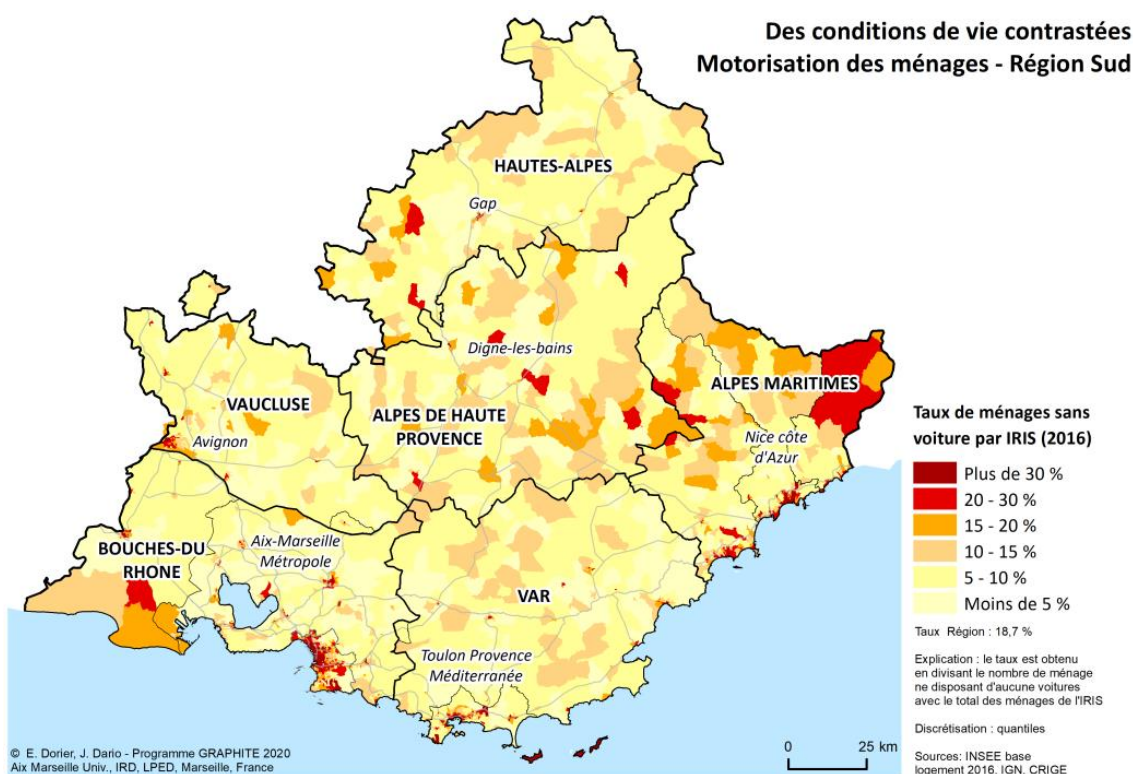 Des conditions de vie contrastées
Motorisation des ménages - Région Sud
HAUTES-ALPES
Gap
Digne-les-bains
ALPES MARITIMES
VAUCLUSE
ALPES DE HAUTE
PROVENCE
Avignon
Nice côte
d'Azur
Aix-Marseille
Métropole
BOUCHES-DU
RHONE
VAR
Toulon Provence
Méditerranée
Taux de ménages sans
voiture par IRIS (2016)
Plus de 30 %
20 - 30 %
15 - 20 %
10 - 15 %
5 - 10 %
Moins de 5 %
Taux Région : 18,7 %
Explication : le taux est obtenu
en divisant le nombre de ménage
ne disposant d'aucune voitures
avec le total des ménages de l'IRIS
Discrétisation : quantiles
Sources: INSEE base
logement 2016, IGN, CRIGE
0 25 km
© E. Dorier, J. Dario - Programme GRAPHITE 2020
Aix Marseille Univ., IRD, LPED, Marseille, France